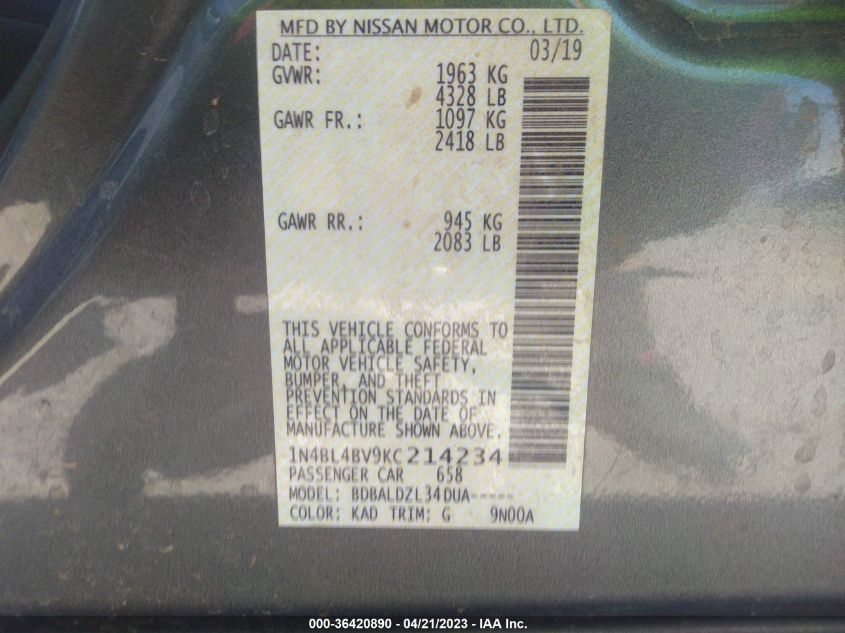 MFD BY NISSAN MOTOR CO., LTD.
DATE: 03/19
GVWR: 1963 KG
4328 LB
GAWR FR.: 1097 KG
2418 LB
GAWR RR.: 945 KG
2083 LB
THIS VEHICLE CONFORMS TO
ALL APPLICABLE FEDERAL
MOTOR VEHICLE SAFETY,
BUMPER, AND THEFT
PREVENTION STANDARDS IN
EFFECT ON THE DATE OF
MANUFACTURE SHOWN ABOVE.
1N4BL4BV9KC214234
PASSENGER CAR 658
MODEL: BDBALDZL34DUA-----
COLOR: KAD TRIM: G 9N00A
000-36420890 - 04/21/2023 - IAA Inc.